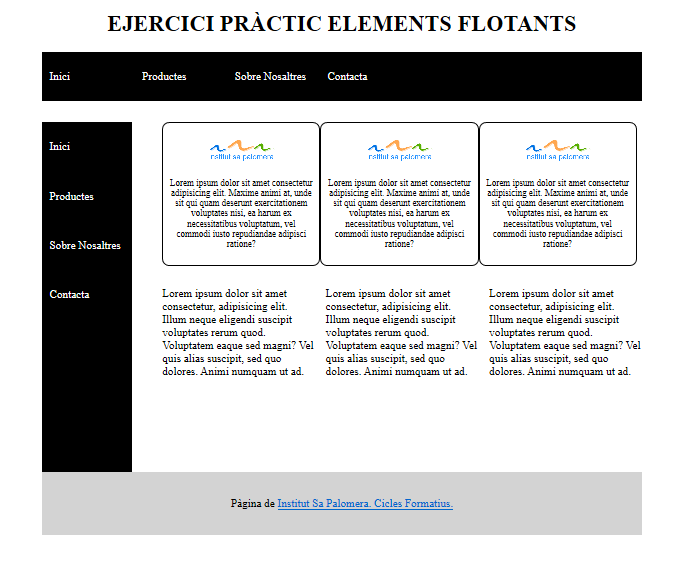 EJERCICI PRÀCTIC ELEMENTS FLOTANTS
Inici Productes Sobre Nosaltres Contacta
Inici
Productes
Sobre Nosaltres
Contacta
institut sa palomera
Lorem ipsum dolor sit amet consectetur
adipisicing elit. Maxime animi at, unde
sit qui quam deserunt exercitationem
voluptates nisi, ea harum ex
necessitatibus voluptatum, vel
commodi iusto repudiandae adipisci
ratione?
institut sa palomera
Lorem ipsum dolor sit amet consectetur
adipisicing elit. Maxime animi at, unde
sit qui quam deserunt exercitationem
voluptates nisi, ea harum ex
necessitatibus voluptatum, vel
commodi iusto repudiandae adipisci
ratione?
institut sa palomera
Lorem ipsum dolor sit amet consectetur
adipisicing elit. Maxime animi at, unde
sit qui quam deserunt exercitationem
voluptates nisi, ea harum ex
necessitatibus voluptatum, vel
commodi iusto repudiandae adipisci
ratione?
Lorem ipsum dolor sit amet
consectetur, adipisicing elit.
Illum neque eligendi suscipit
voluptates rerum quod.
Voluptatem eaque sed magni? Vel
quis alias suscipit, sed quo
dolores. Animi numquam ut ad.
Lorem ipsum dolor sit amet
consectetur, adipisicing elit.
Illum neque eligendi suscipit
voluptates rerum quod.
Voluptatem eaque sed magni? Vel
quis alias suscipit, sed quo
dolores. Animi numquam ut ad.
Lorem ipsum dolor sit amet
consectetur, adipisicing elit.
Illum neque eligendi suscipit
voluptates rerum quod.
Voluptatem eaque sed magni? Vel
quis alias suscipit, sed quo
dolores. Animi numquam ut ad.
Pàgina de Institut Sa Palomera. Cicles Formatius.